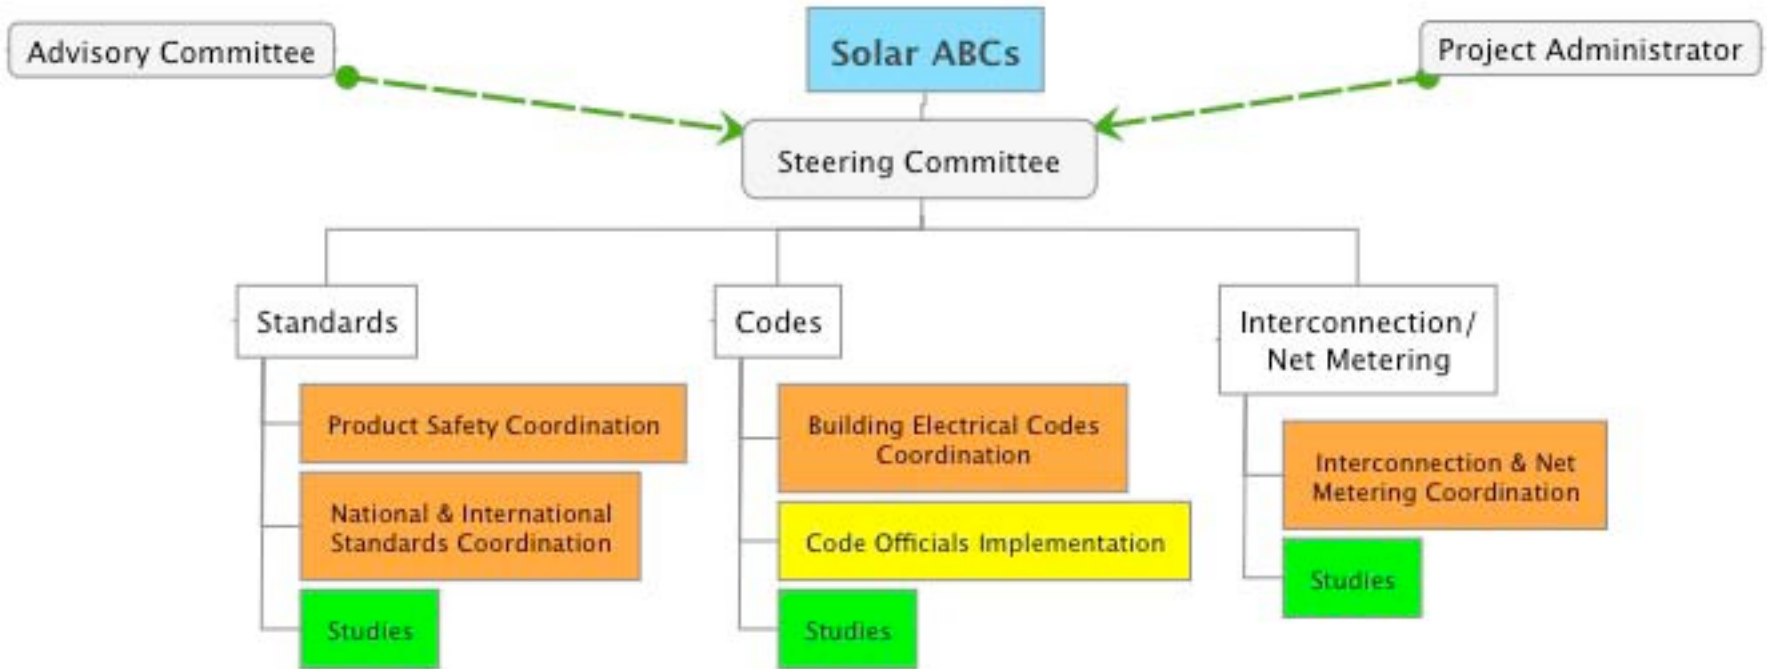 Advisory Committee
Solar ABCs
Project Administrator
Steering Committee
Standards
Codes
Interconnection/
Net Metering
Product Safety Coordination
National & International
Standards Coordination
Studies
Building Electrical Codes
Coordination
Code Officials Implementation
Studies
Interconnection & Net
Metering Coordination
Studies